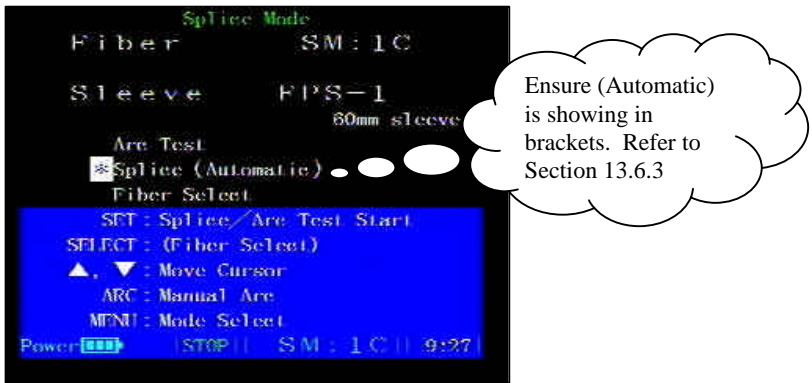 Splice Mode
Fiber SM:1C
Sleeve FPS-1
60mm sleeve
Arc Test
*Splice (Automatic)
Fiber Select
SET : Splice/Arc Test Start
SELECT : (Fiber Select)
▲, ▼ : Move Cursor
ARC : Manual Arc
MENU : Mode Select
Power STOP SM:1C 9:27
Ensure (Automatic)
is showing in
brackets. Refer to
Section 13.6.3